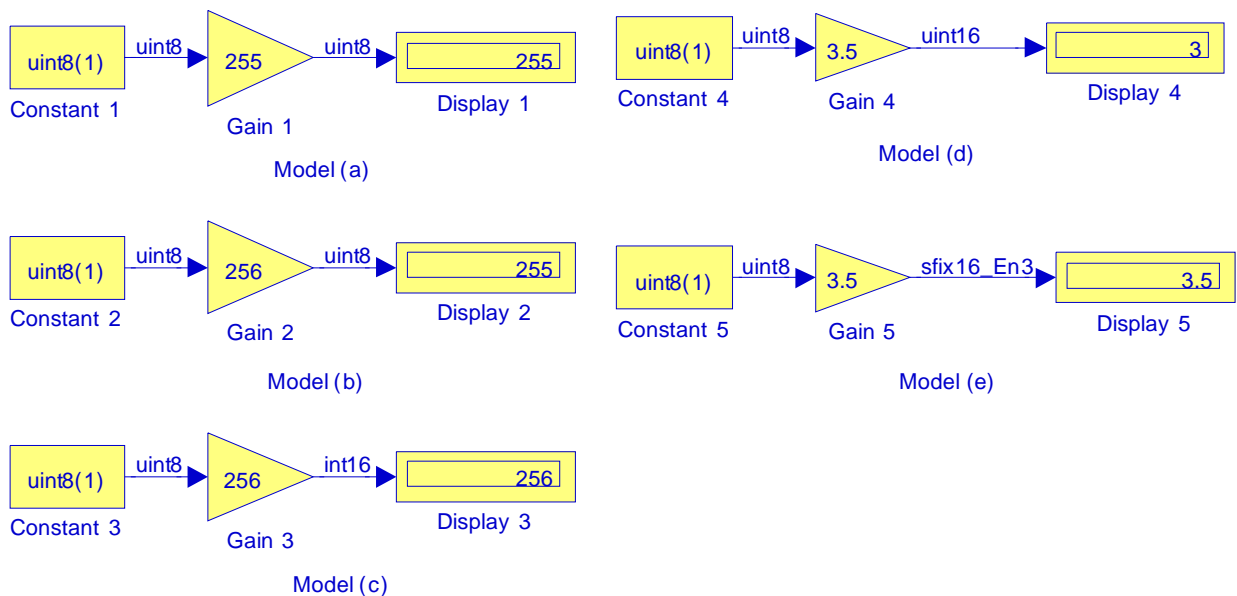 uint8(1)
uint8
255
uint8
255
Constant 1
Gain 1
Display 1
Model (a)
uint8(1)
uint8
256
uint8
255
Constant 2
Gain 2
Display 2
Model (b)
uint8(1)
uint8
256
int16
256
Constant 3
Gain 3
Display 3
Model (c)
uint8(1)
uint8
3.5
uint16
3
Constant 4
Gain 4
Display 4
Model (d)
uint8(1)
uint8
3.5
sfix16_En3
3.5
Constant 5
Gain 5
Display 5
Model (e)